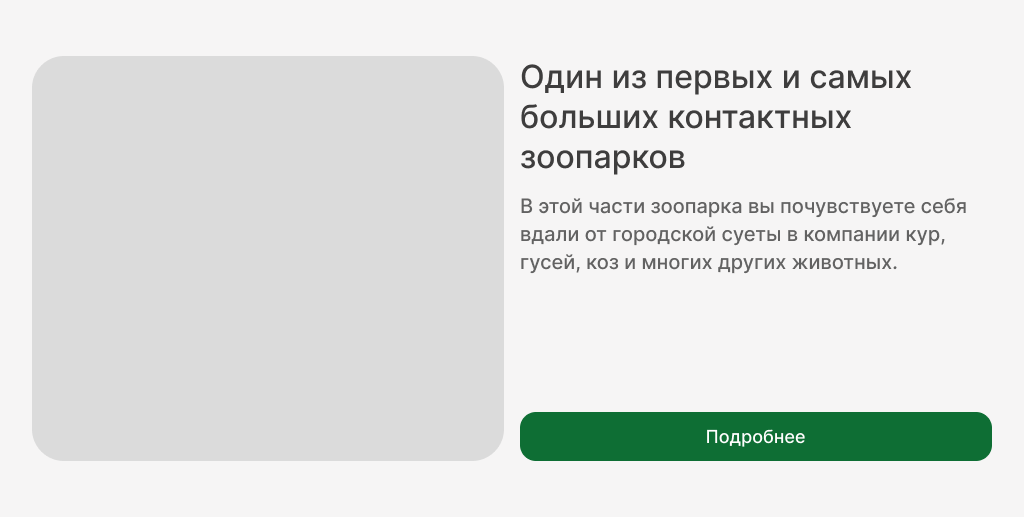 Один из первых и самых
больших контактных
зоопарков
В этой части зоопарка вы почувствуете себя
вдали от городской суеты в компании кур,
гусей, коз и многих других животных.
Подробнее